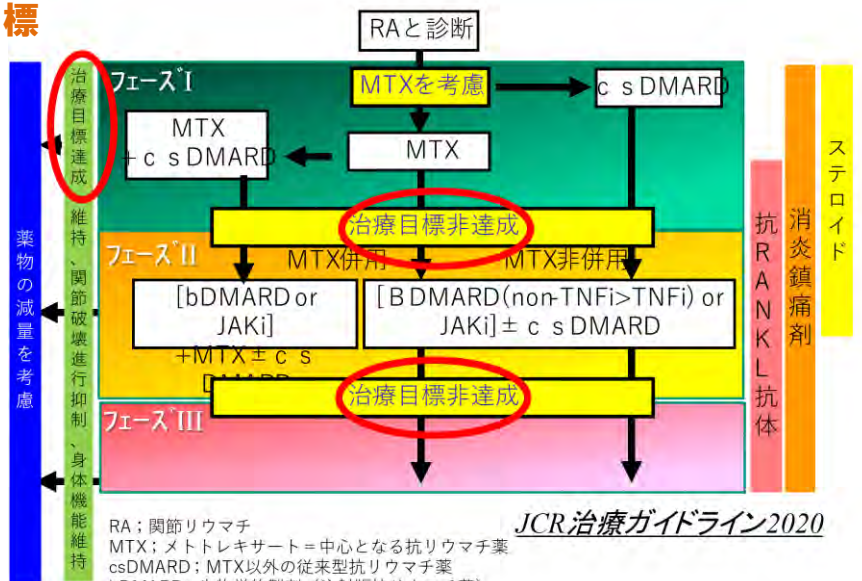 標
RAと診断
フェーズI
MTXを考慮
csDMARD
MTX
+csDMARD
MTX
治療目標非達成
フェーズII
MTX併用
MTX非併用
[bDMARD or
JAKi]
+MTX±cs
[BDMARD(non-TNFi>TNFi) or
JAKi]±csDMARD
治療目標非達成
フェーズIII
薬物の減量を考慮
治療目標達成
維持、関節破壊進行抑制、身体機能維持
抗RANKL抗体
消炎鎮痛剤
ステロイド
JCR治療ガイドライン2020
RA；関節リウマチ
MTX；メトトレキサート＝中心となる抗リウマチ薬
csDMARD；MTX以外の従来型抗リウマチ薬